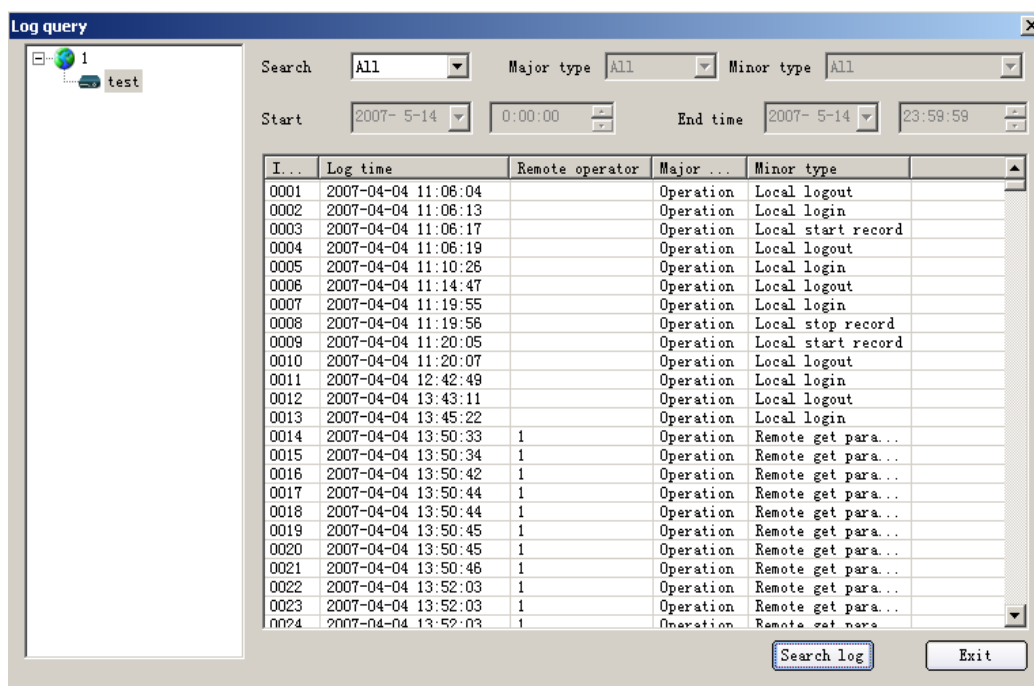 Log query
1
test
Search All Major type All Minor type All
Start 2007- 5-14 0:00:00 End time 2007- 5-14 23:59:59
I... Log time Remote operator Major ... Minor type
0001 2007-04-04 11:06:04 Operation Local logout
0002 2007-04-04 11:06:13 Operation Local login
0003 2007-04-04 11:06:17 Operation Local start record
0004 2007-04-04 11:06:19 Operation Local logout
0005 2007-04-04 11:10:26 Operation Local login
0006 2007-04-04 11:14:47 Operation Local logout
0007 2007-04-04 11:19:55 Operation Local login
0008 2007-04-04 11:19:56 Operation Local stop record
0009 2007-04-04 11:20:05 Operation Local start record
0010 2007-04-04 11:20:07 Operation Local logout
0011 2007-04-04 12:42:49 Operation Local login
0012 2007-04-04 13:43:11 Operation Local logout
0013 2007-04-04 13:45:22 Operation Local login
0014 2007-04-04 13:50:33 1 Operation Remote get para...
0015 2007-04-04 13:50:34 1 Operation Remote get para...
0016 2007-04-04 13:50:42 1 Operation Remote get para...
0017 2007-04-04 13:50:44 1 Operation Remote get para...
0018 2007-04-04 13:50:44 1 Operation Remote get para...
0019 2007-04-04 13:50:45 1 Operation Remote get para...
0020 2007-04-04 13:50:45 1 Operation Remote get para...
0021 2007-04-04 13:50:46 1 Operation Remote get para...
0022 2007-04-04 13:52:03 1 Operation Remote get para...
0023 2007-04-04 13:52:03 1 Operation Remote get para...
0024 2007-04-04 13:52:03 1 Operation Remote get para
Search log Exit